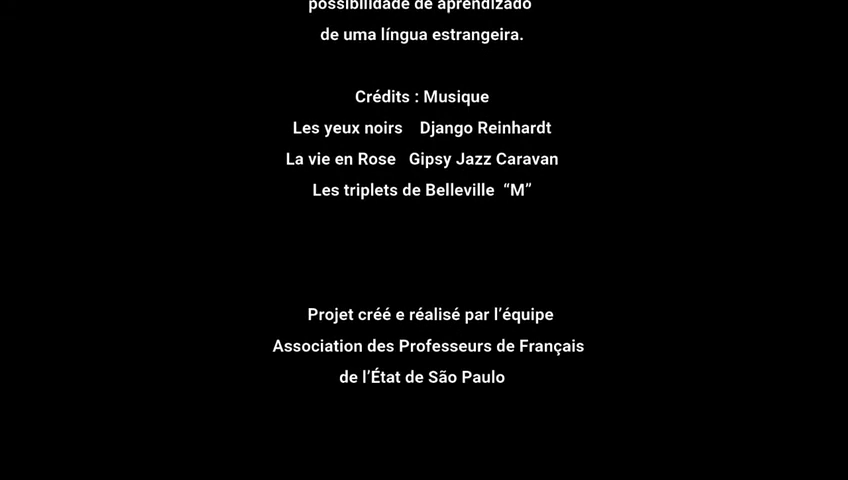 possibilidade de aprendizado
de uma língua estrangeira.
Crédits : Musique
Les yeux noirs Django Reinhardt
La vie en Rose Gipsy Jazz Caravan
Les triplets de Belleville “M”
Projet créé e réalisé par l’équipe
Association des Professeurs de Français
de l’État de São Paulo